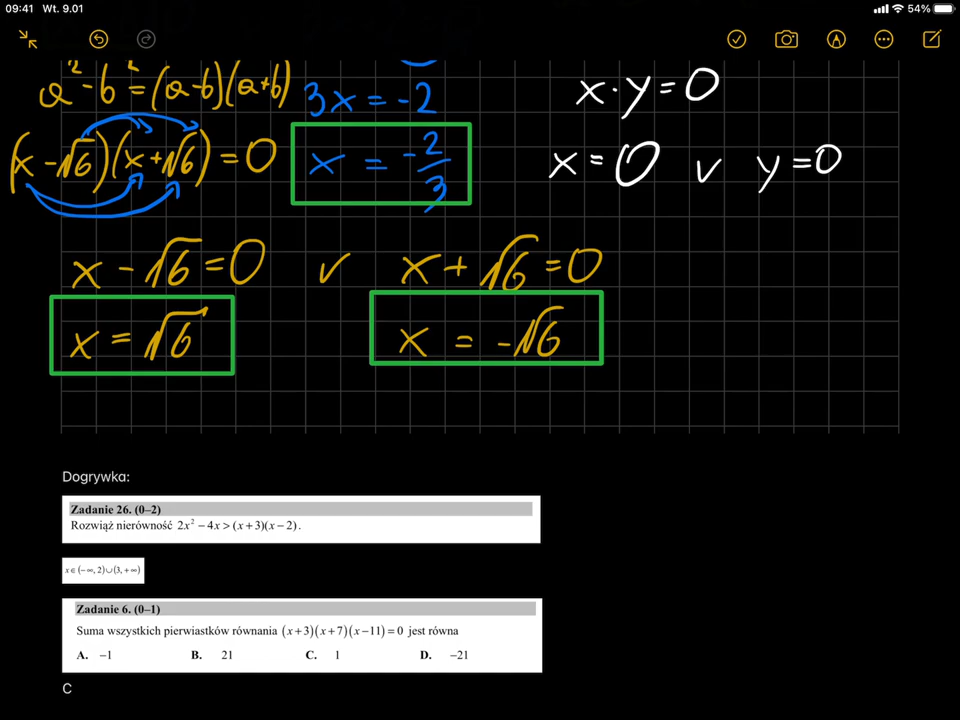 09:41 Wt. 9.01
54%
a² - b² = (a-b)(a+b)
3x = -2
x · y = 0
(x - √6)(x + √6) = 0
x = -2/3
x = 0 v y = 0
x - √6 = 0 v x + √6 = 0
x = √6
x = -√6
Dogrywka:
Zadanie 26. (0–2)
Rozwiąż nierówność 2x² − 4x > (x + 3)(x − 2).
x ∈ (−∞, 2) ∪ (3, +∞)
Zadanie 6. (0–1)
Suma wszystkich pierwiastków równania (x + 3)(x + 7)(x − 11) = 0 jest równa
A. −1 B. 21 C. 1 D. −21
C